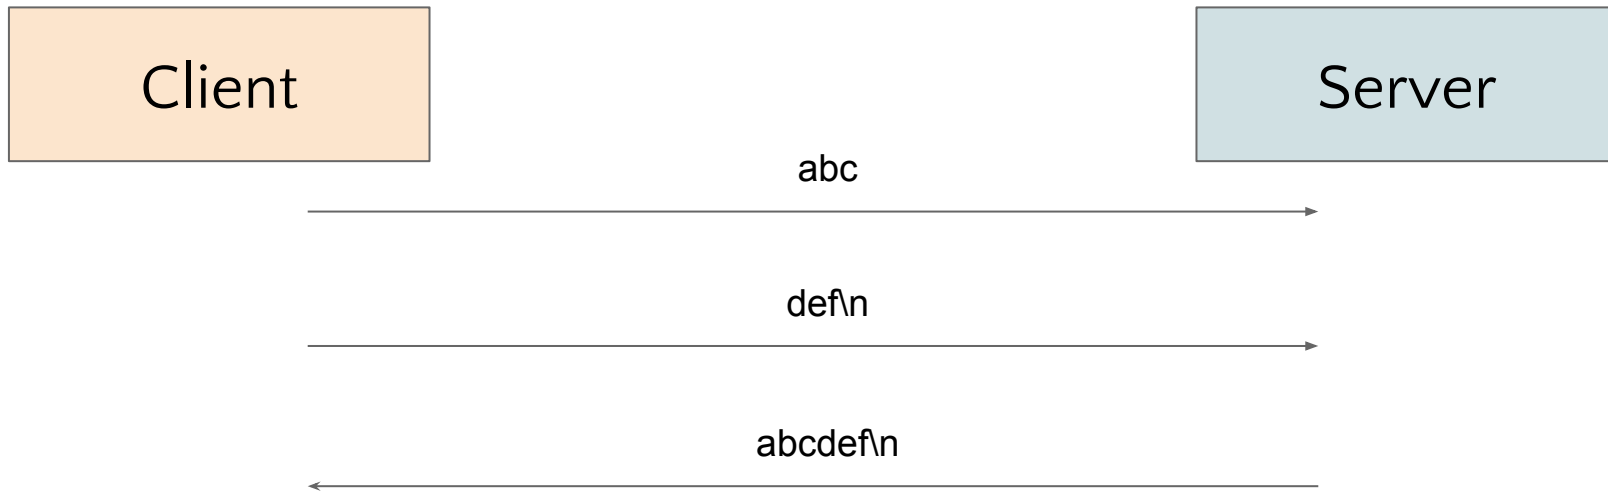 Client
Server
abc
def\n
abcdef\n